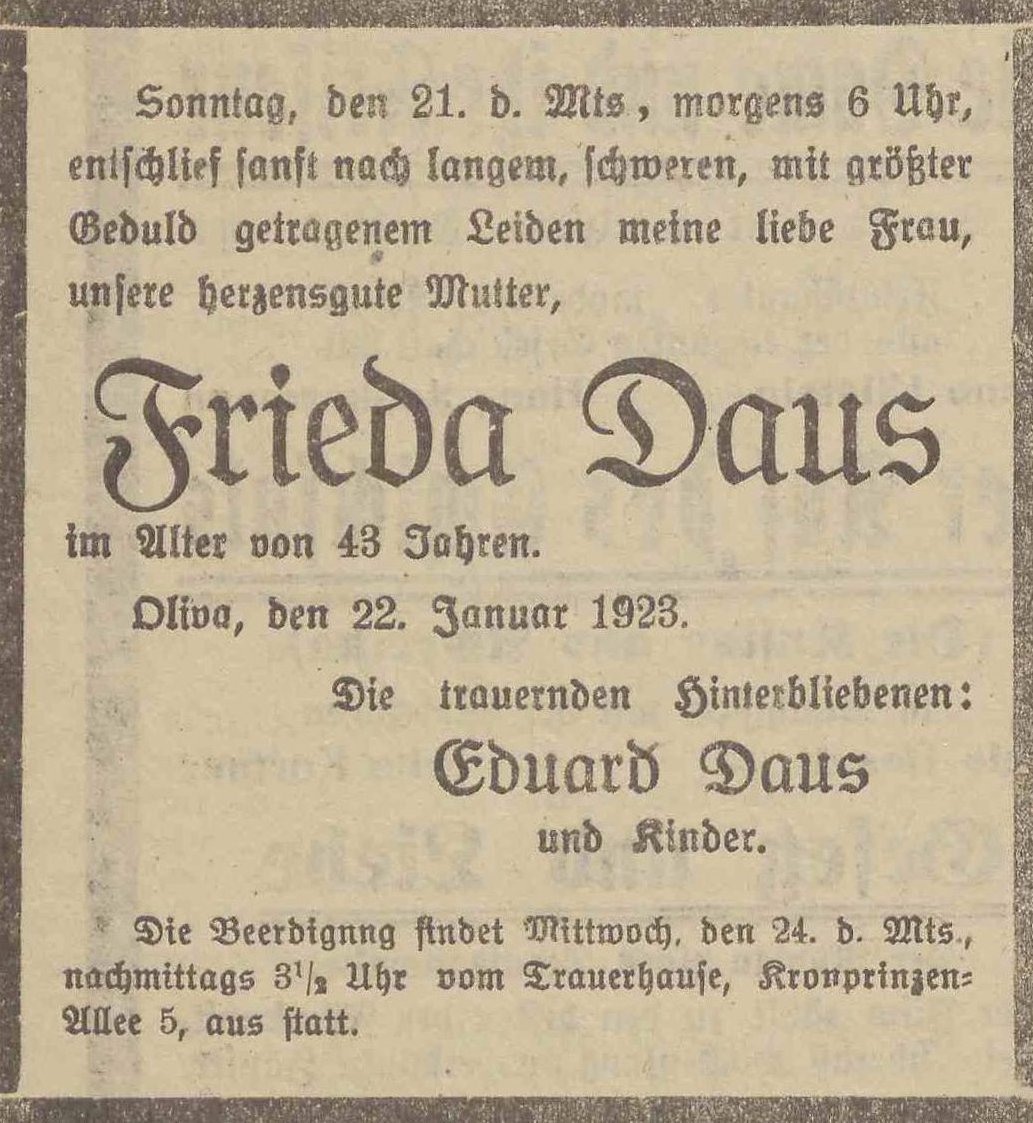 Sonntag, den 21. d. Mts, morgens 6 Uhr,
entschlief sanft nach langem, schweren, mit größter
Geduld getragenem Leiden meine liebe Frau,
unsere herzensgute Mutter,
Frieda Daus
im Alter von 43 Jahren.
Oliva, den 22. Januar 1923.
Die trauernden Hinterbliebenen:
Eduard Daus
und Kinder.
Die Beerdignng findet Mittwoch, den 24. d. Mts.,
nachmittags 3½ Uhr vom Trauerhause, Kronprinzen-
Allee 5, aus statt.